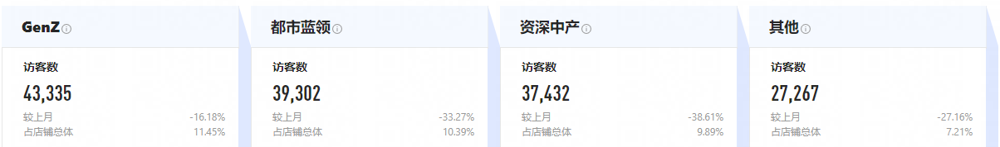 GenZ
访客数
43,335
较上月 -16.18%
占店铺总体 11.45%
都市蓝领
访客数
39,302
较上月 -33.27%
占店铺总体 10.39%
资深中产
访客数
37,432
较上月 -38.61%
占店铺总体 9.89%
其他
访客数
27,267
较上月 -27.16%
占店铺总体 7.21%